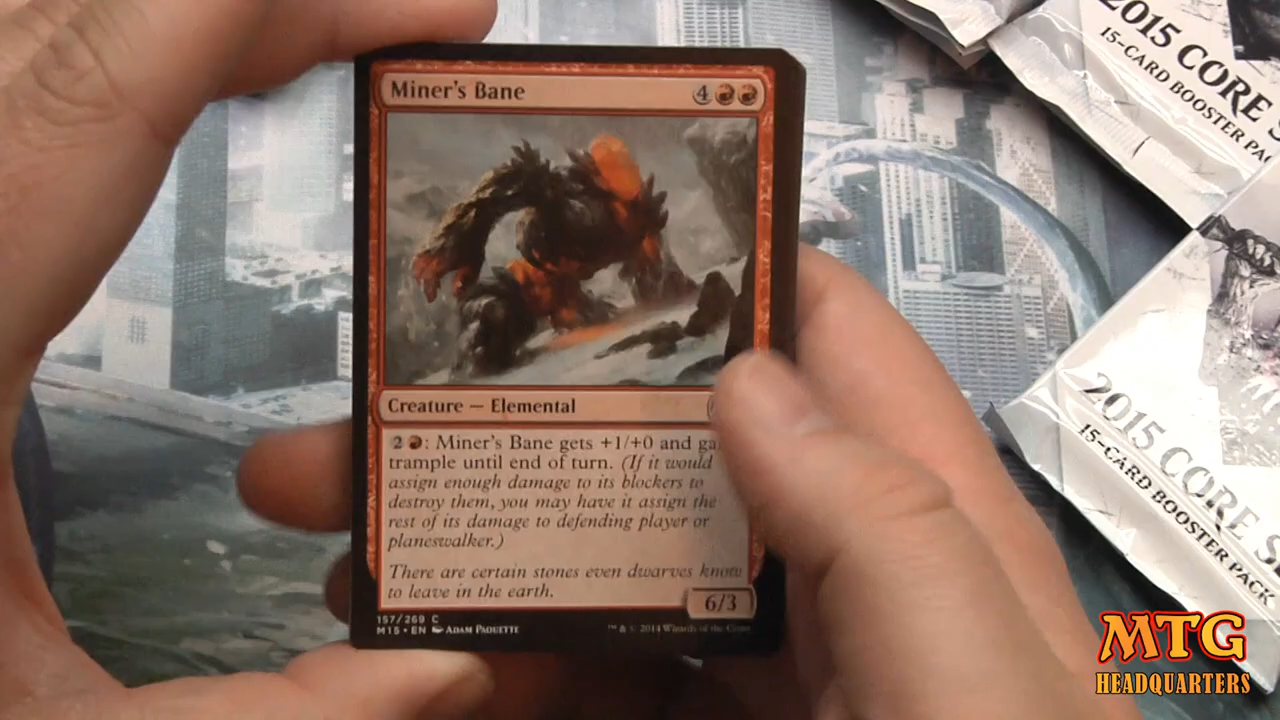 Miner's Bane
4
Creature — Elemental
2 : Miner's Bane gets +1/+0 and
trample until end of turn. (If it would
assign enough damage to its blockers to
destroy them, you may have it assign the
rest of its damage to defending player or
planeswalker.)
There are certain stones even dwarves know
to leave in the earth.
6/3
157/269 C
M15 • EN ADAM PAQUETTE
™ & © 2014 Wizards of the Coast
2015 CORE
15-CARD BOOSTER
2015 CORE
15-CARD BOOSTER PACK
MTG
HEADQUARTERS